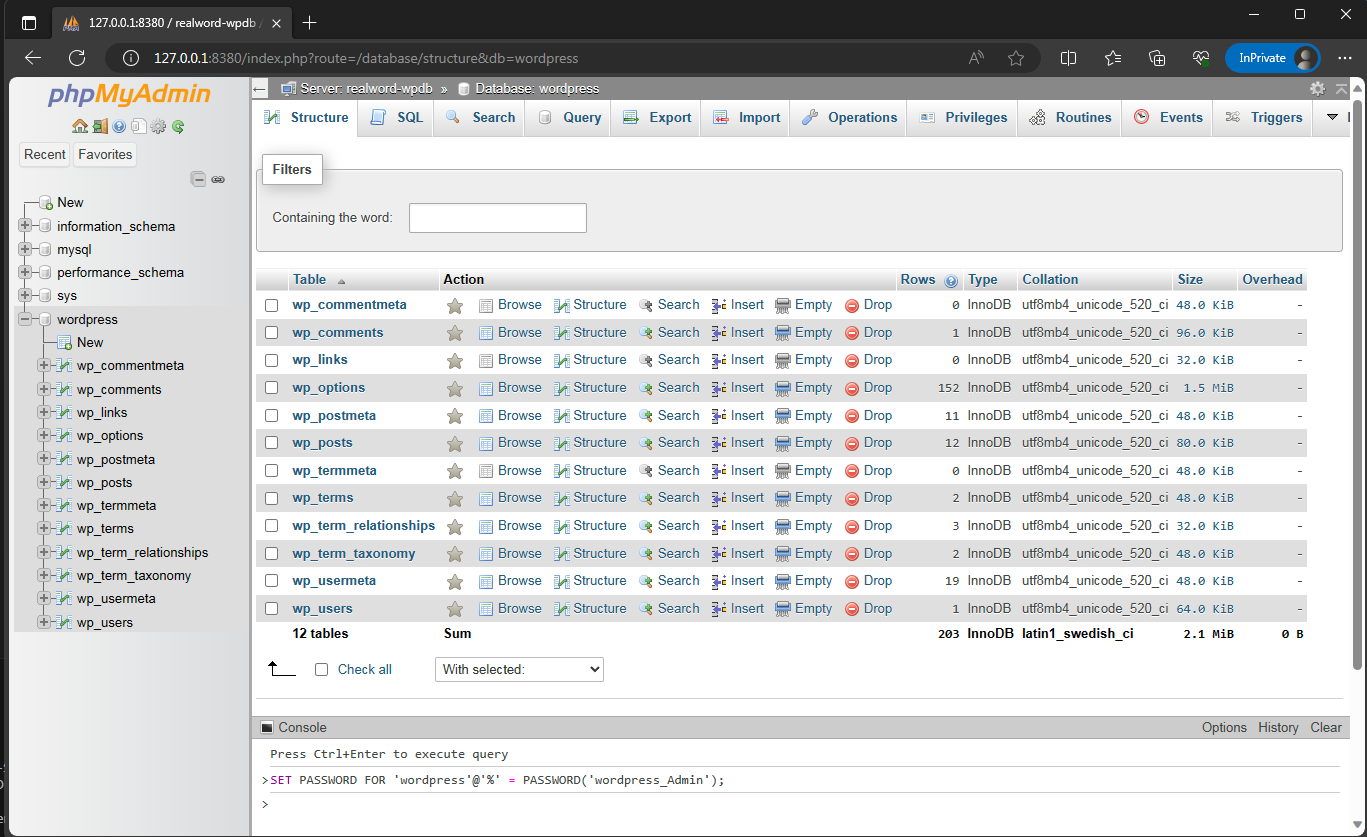 127.0.0.1:8380 / realword-wpdb /
127.0.0.1:8380/index.php?route=/database/structure&db=wordpress
InPrivate
phpMyAdmin
Recent Favorites
New
information_schema
mysql
performance_schema
sys
wordpress
New
wp_commentmeta
wp_comments
wp_links
wp_options
wp_postmeta
wp_posts
wp_termmeta
wp_terms
wp_term_relationships
wp_term_taxonomy
wp_usermeta
wp_users
Server: realword-wpdb » Database: wordpress
Structure SQL Search Query Export Import Operations Privileges Routines Events Triggers
Filters
Containing the word:
Table Action Rows Type Collation Size Overhead
wp_commentmeta Browse Structure Search Insert Empty Drop 0 InnoDB utf8mb4_unicode_520_ci 48.0 KiB -
wp_comments Browse Structure Search Insert Empty Drop 1 InnoDB utf8mb4_unicode_520_ci 96.0 KiB -
wp_links Browse Structure Search Insert Empty Drop 0 InnoDB utf8mb4_unicode_520_ci 32.0 KiB -
wp_options Browse Structure Search Insert Empty Drop 152 InnoDB utf8mb4_unicode_520_ci 1.5 MiB -
wp_postmeta Browse Structure Search Insert Empty Drop 11 InnoDB utf8mb4_unicode_520_ci 48.0 KiB -
wp_posts Browse Structure Search Insert Empty Drop 12 InnoDB utf8mb4_unicode_520_ci 80.0 KiB -
wp_termmeta Browse Structure Search Insert Empty Drop 0 InnoDB utf8mb4_unicode_520_ci 48.0 KiB -
wp_terms Browse Structure Search Insert Empty Drop 2 InnoDB utf8mb4_unicode_520_ci 48.0 KiB -
wp_term_relationships Browse Structure Search Insert Empty Drop 3 InnoDB utf8mb4_unicode_520_ci 32.0 KiB -
wp_term_taxonomy Browse Structure Search Insert Empty Drop 2 InnoDB utf8mb4_unicode_520_ci 48.0 KiB -
wp_usermeta Browse Structure Search Insert Empty Drop 19 InnoDB utf8mb4_unicode_520_ci 48.0 KiB -
wp_users Browse Structure Search Insert Empty Drop 1 InnoDB utf8mb4_unicode_520_ci 64.0 KiB -
12 tables Sum 203 InnoDB latin1_swedish_ci 2.1 MiB 0 B
Check all With selected:
Console Options History Clear
Press Ctrl+Enter to execute query
>SET PASSWORD FOR 'wordpress'@'%' = PASSWORD('wordpress_Admin');
>